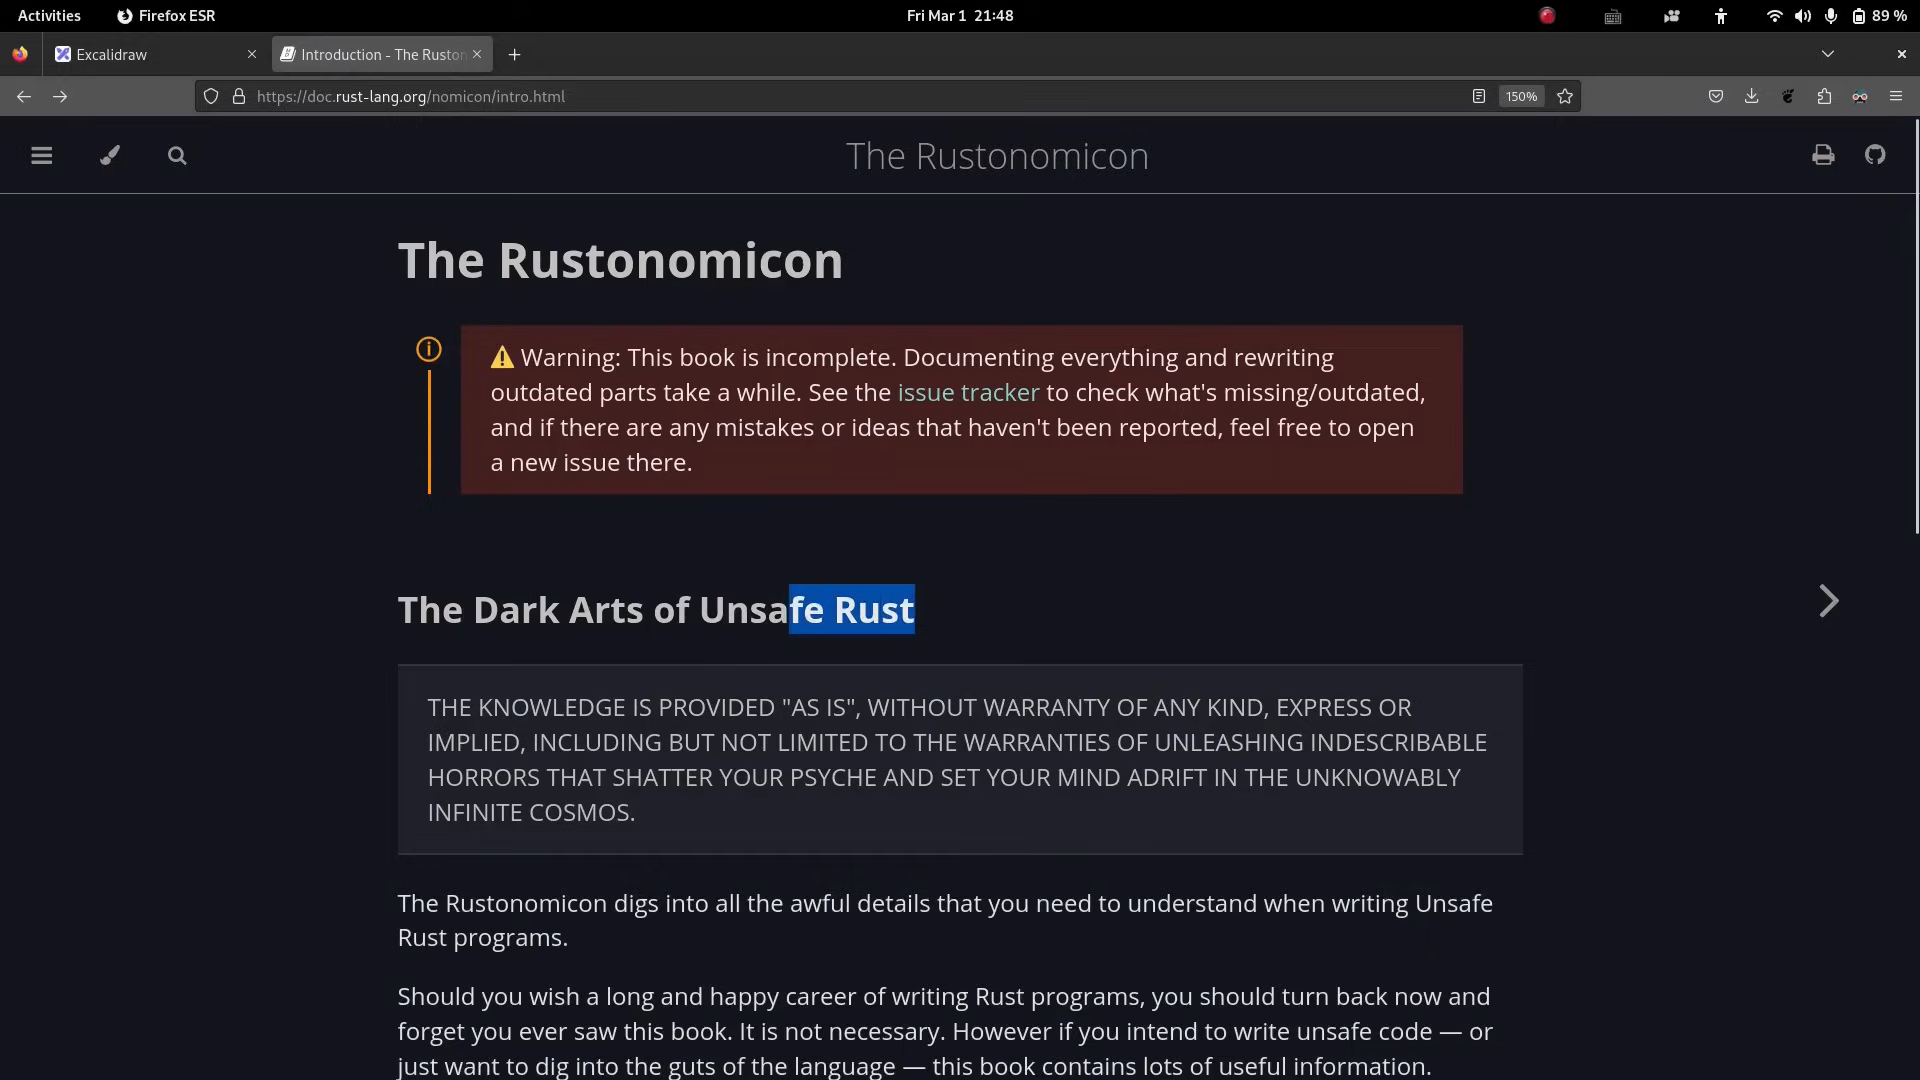 Activities
Firefox ESR
Fri Mar 1 21:48
89 %
Excalidraw
Introduction - The Ruston
https://doc.rust-lang.org/nomicon/intro.html
150%
The Rustonomicon
The Rustonomicon
⚠ Warning: This book is incomplete. Documenting everything and rewriting
outdated parts take a while. See the issue tracker to check what's missing/outdated,
and if there are any mistakes or ideas that haven't been reported, feel free to open
a new issue there.
The Dark Arts of Unsafe Rust
THE KNOWLEDGE IS PROVIDED "AS IS", WITHOUT WARRANTY OF ANY KIND, EXPRESS OR
IMPLIED, INCLUDING BUT NOT LIMITED TO THE WARRANTIES OF UNLEASHING INDESCRIBABLE
HORRORS THAT SHATTER YOUR PSYCHE AND SET YOUR MIND ADRIFT IN THE UNKNOWABLY
INFINITE COSMOS.
The Rustonomicon digs into all the awful details that you need to understand when writing Unsafe
Rust programs.
Should you wish a long and happy career of writing Rust programs, you should turn back now and
forget you ever saw this book. It is not necessary. However if you intend to write unsafe code — or
just want to dig into the guts of the language — this book contains lots of useful information.